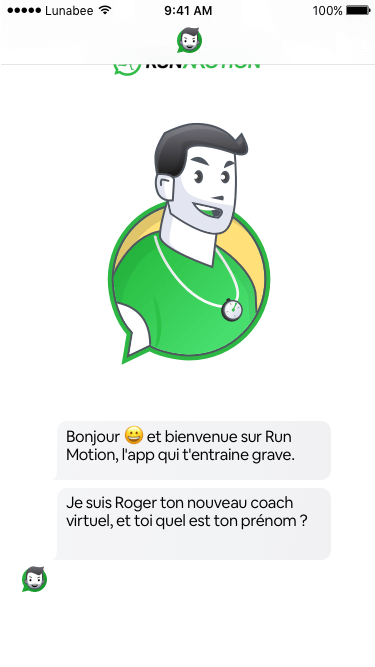 Lunabee 9:41 AM 100%
RUN MOTION
Bonjour 😀 et bienvenue sur Run
Motion, l'app qui t'entraine grave.
Je suis Roger ton nouveau coach
virtuel, et toi quel est ton prénom ?